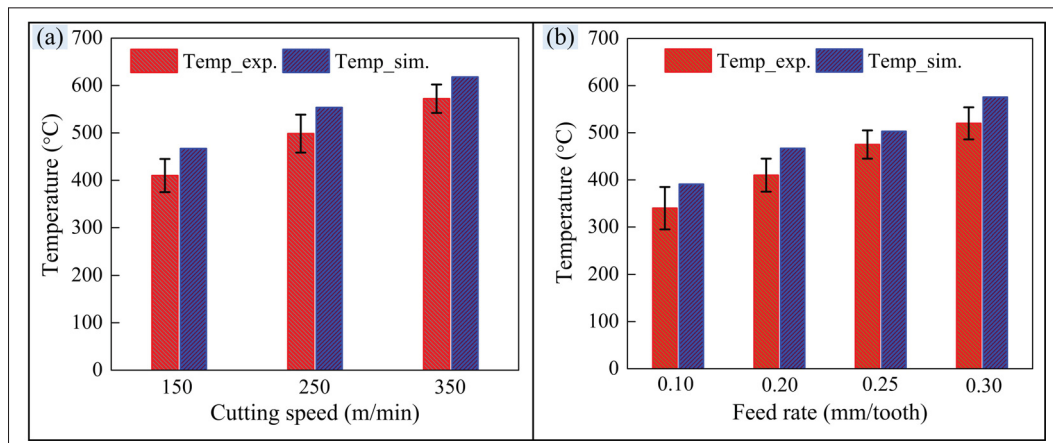 (a)
700
600
500
400
300
200
100
0
Temperature (°C)
Temp_exp. Temp_sim.
150 250 350
Cutting speed (m/min)
(b)
700
600
500
400
300
200
100
0
Temperature (°C)
Temp_exp. Temp_sim.
0.10 0.20 0.25 0.30
Feed rate (mm/tooth)